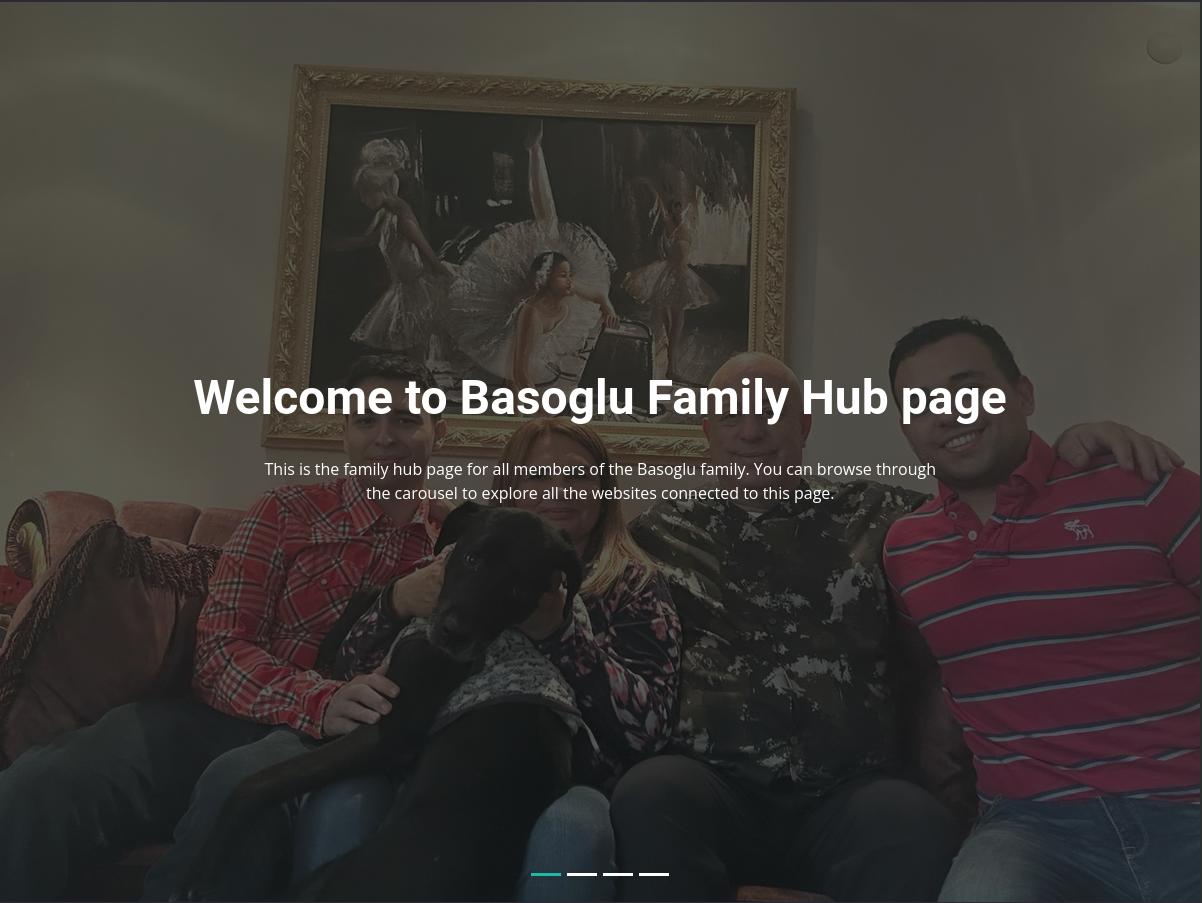 Welcome to Basoglu Family Hub page
This is the family hub page for all members of the Basoglu family. You can browse through
the carousel to explore all the websites connected to this page.